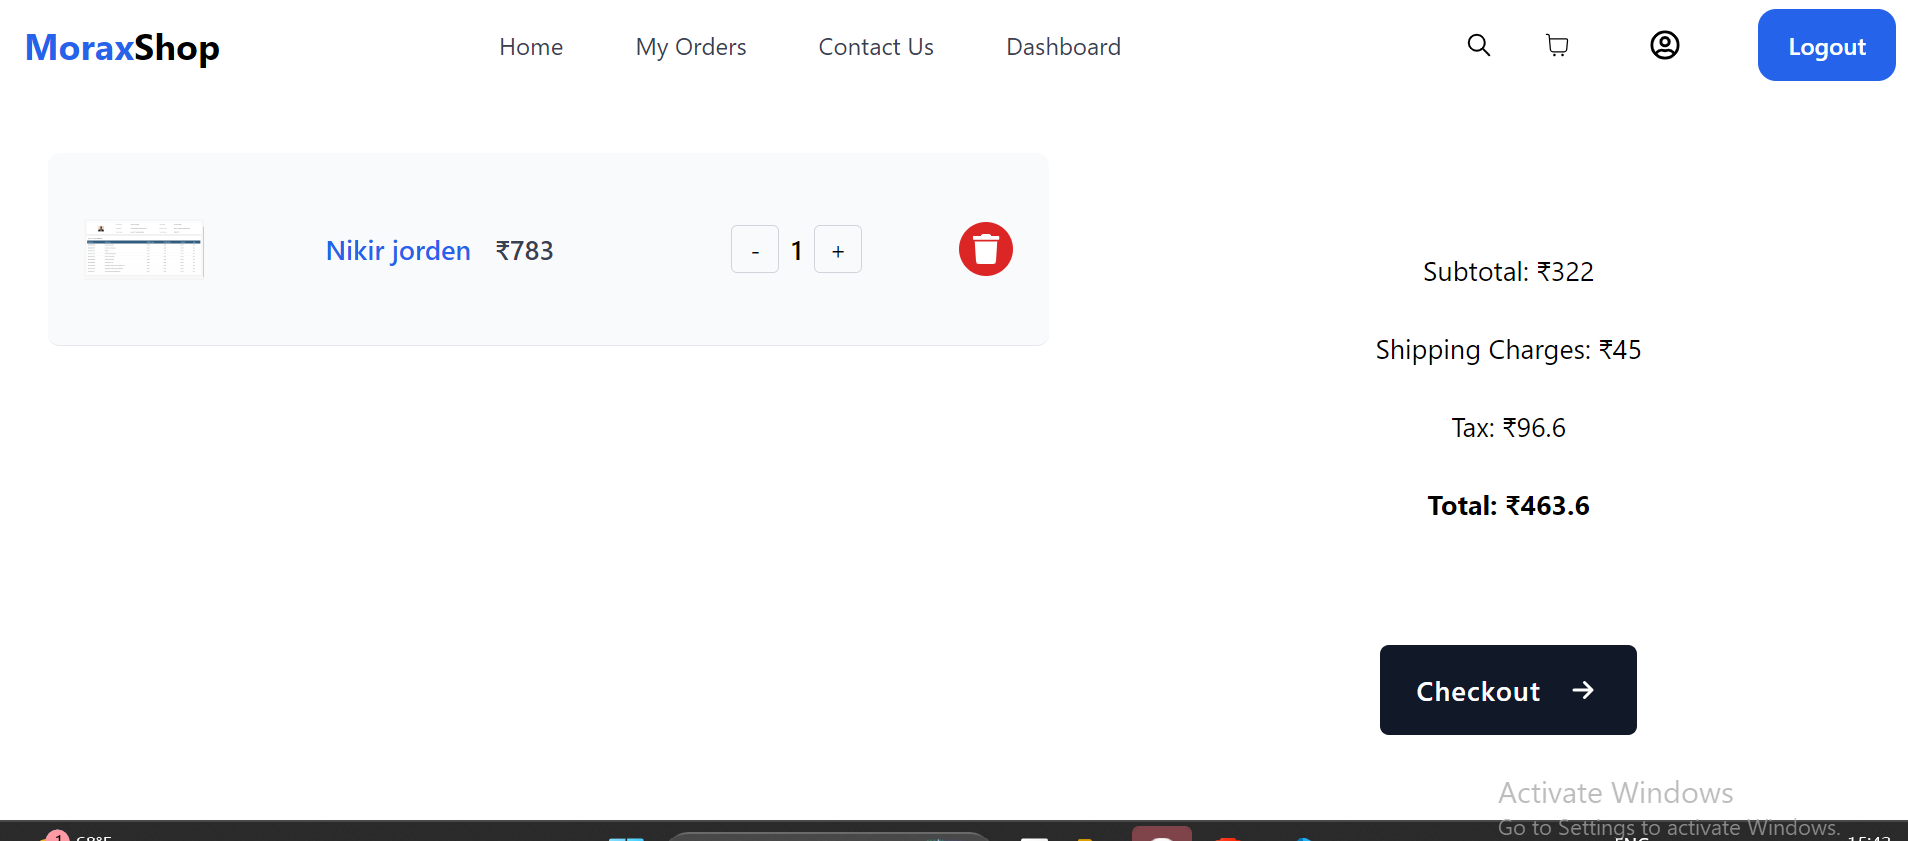 MoraxShop Home My Orders Contact Us Dashboard Logout
Nikir jorden ₹783 - 1 +
Subtotal: ₹322
Shipping Charges: ₹45
Tax: ₹96.6
Total: ₹463.6
Checkout →
Activate Windows
Go to Settings to activate Windows.